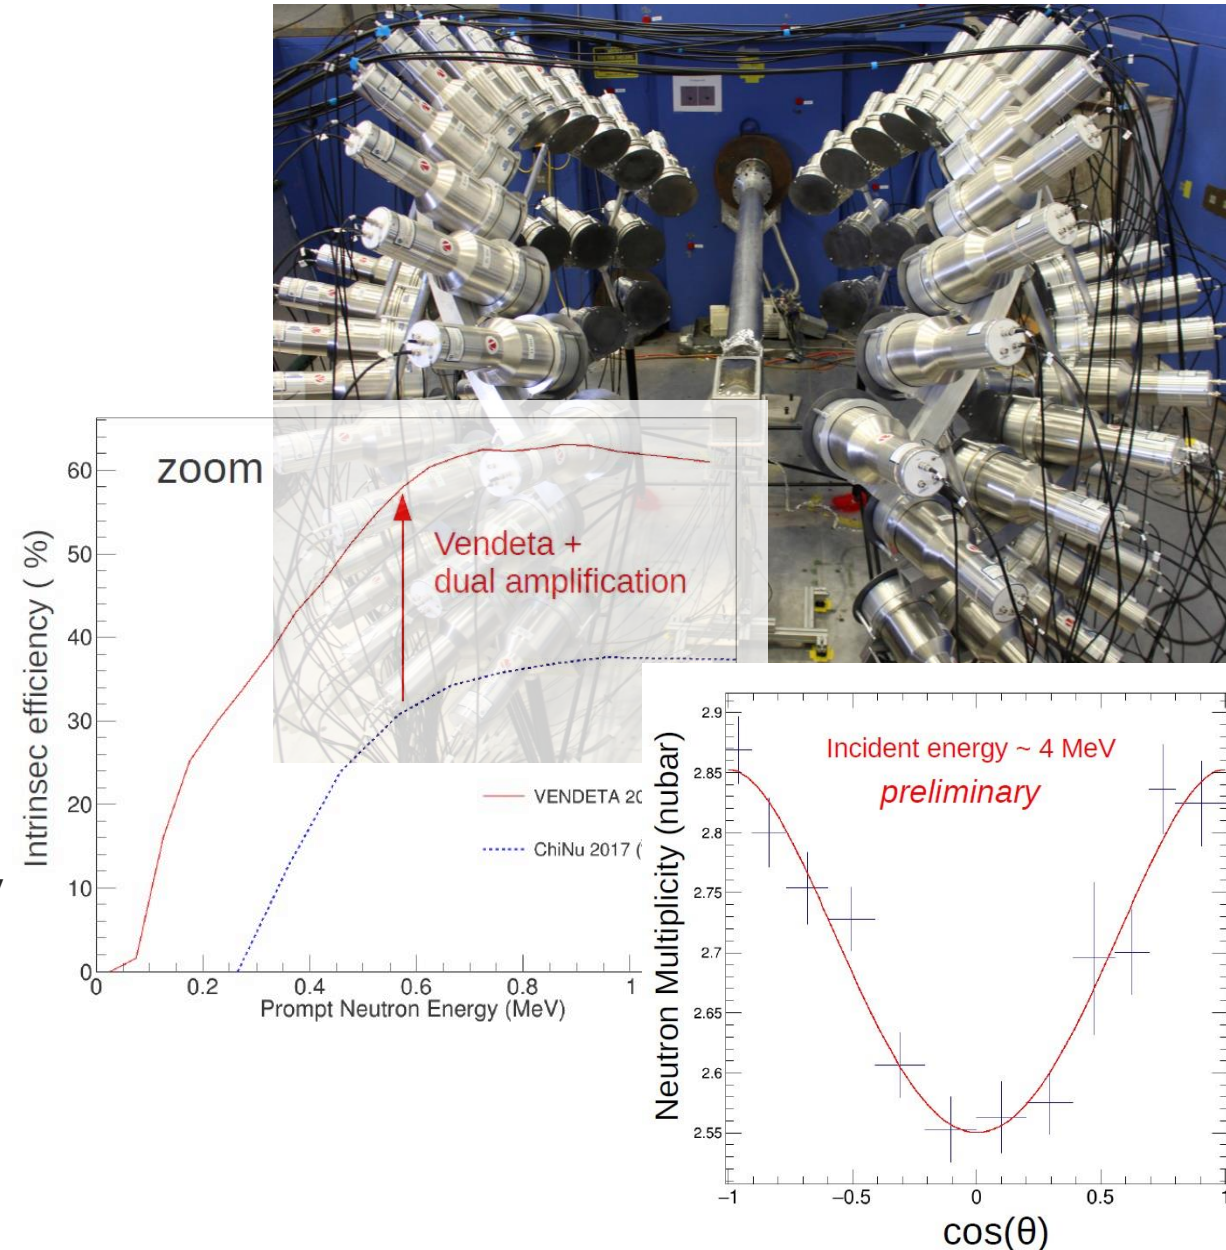 zoom
Vendeta +
dual amplification
60
50
40
30
20
10
0
Intrinsec efficiency ( %)
VENDETA 20
ChiNu 2017 (
0 0.2 0.4 0.6 0.8 1
Prompt Neutron Energy (MeV)
Incident energy ~ 4 MeV
preliminary
2.9
2.85
2.8
2.75
2.7
2.65
2.6
2.55
Neutron Multiplicity (nubar)
−1 −0.5 0 0.5 1
cos(θ)